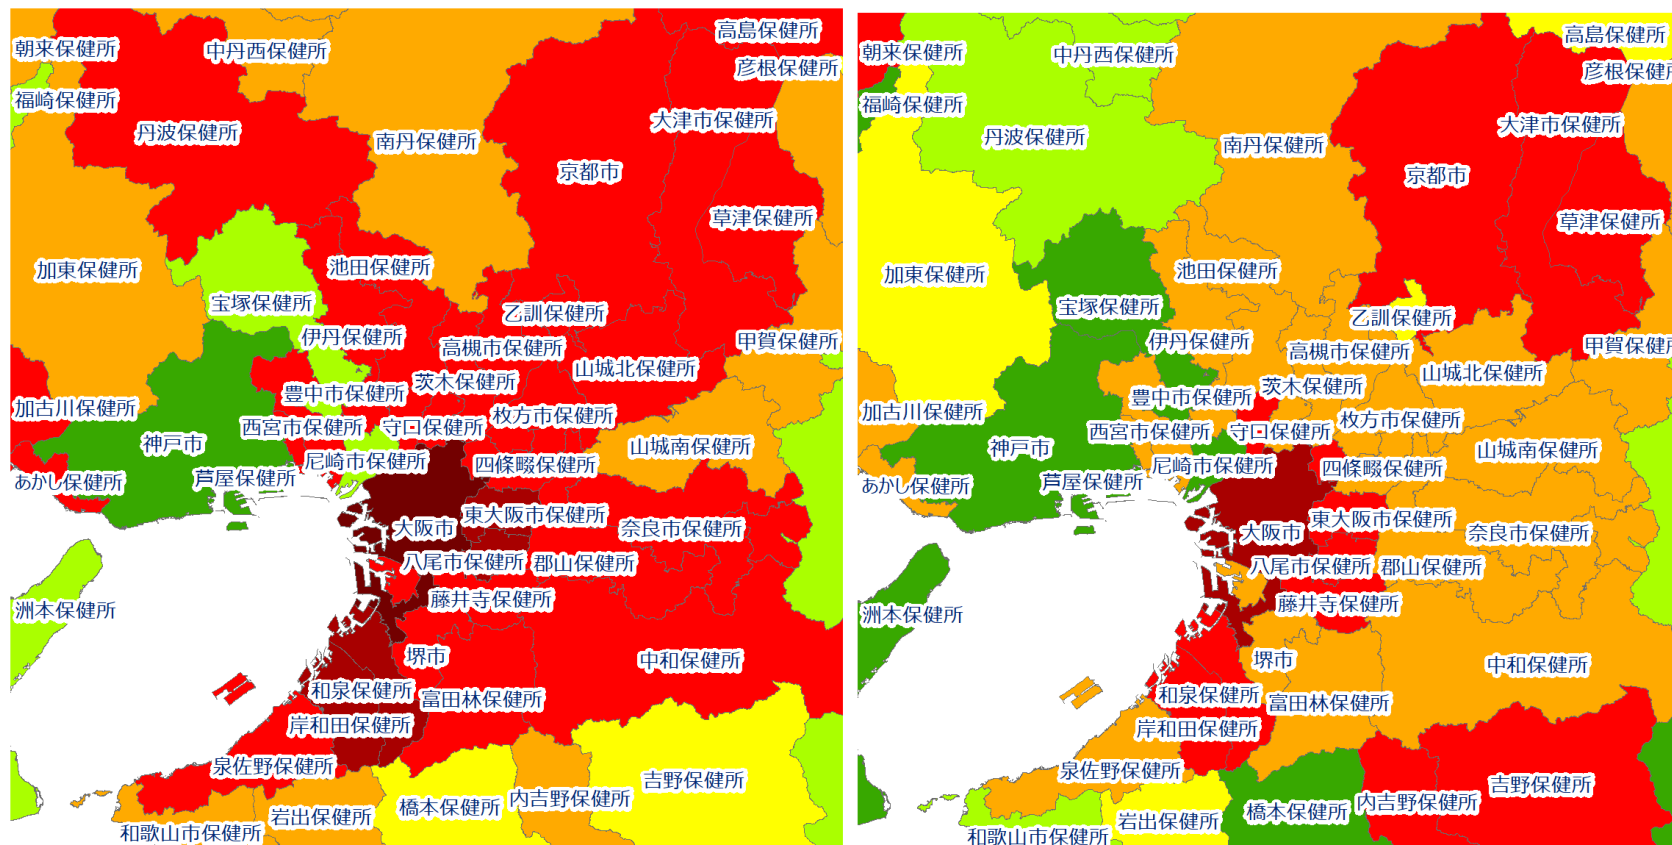 朝来保健所
中丹西保健所
高島保健所
彦根保健所
福崎保健所
丹波保健所
南丹保健所
大津市保健所
京都市
草津保健所
加東保健所
池田保健所
宝塚保健所
乙訓保健所
伊丹保健所
高槻市保健所
甲賀保健所
山城北保健所
茨木保健所
豊中市保健所
加古川保健所
枚方市保健所
西宮市保健所
守口保健所
神戸市
山城南保健所
尼崎市保健所
四條畷保健所
あかし保健所
芦屋保健所
東大阪市保健所
大阪市
奈良市保健所
八尾市保健所
郡山保健所
藤井寺保健所
洲本保健所
堺市
中和保健所
和泉保健所
富田林保健所
岸和田保健所
泉佐野保健所
吉野保健所
内吉野保健所
橋本保健所
岩出保健所
和歌山市保健所
朝来保健所
中丹西保健所
高島保健所
彦根保健所
福崎保健所
丹波保健所
南丹保健所
大津市保健所
京都市
草津保健所
加東保健所
池田保健所
宝塚保健所
乙訓保健所
伊丹保健所
高槻市保健所
甲賀保健所
山城北保健所
茨木保健所
豊中市保健所
加古川保健所
枚方市保健所
西宮市保健所
守口保健所
神戸市
山城南保健所
尼崎市保健所
四條畷保健所
あかし保健所
芦屋保健所
東大阪市保健所
大阪市
奈良市保健所
八尾市保健所
郡山保健所
藤井寺保健所
洲本保健所
堺市
中和保健所
和泉保健所
富田林保健所
岸和田保健所
泉佐野保健所
吉野保健所
内吉野保健所
橋本保健所
岩出保健所
和歌山市保健所